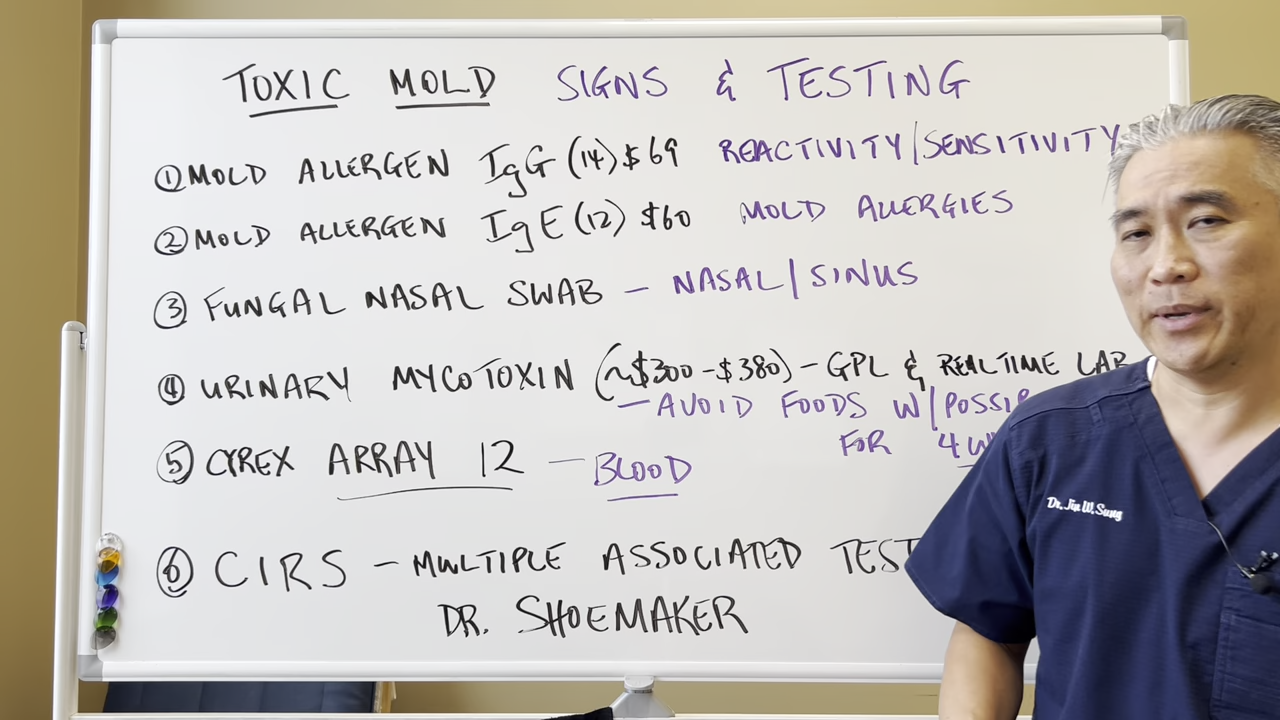 TOXIC MOLD SIGNS & TESTING
① MOLD ALLERGEN IgG (14) $69 REACTIVITY/SENSITIVITY
② MOLD ALLERGEN IgE (12) $60 MOLD ALLERGIES
③ FUNGAL NASAL SWAB – NASAL/SINUS
④ URINARY MYCOTOXIN (~$300-$380) – GPL & REALTIME LAB
– AVOID FOODS W/
FOR 4
⑤ CYREX ARRAY 12 – BLOOD
⑥ CIRS – MULTIPLE ASSOCIATED TEST
DR. SHOEMAKER
Dr. Jin W. Sung